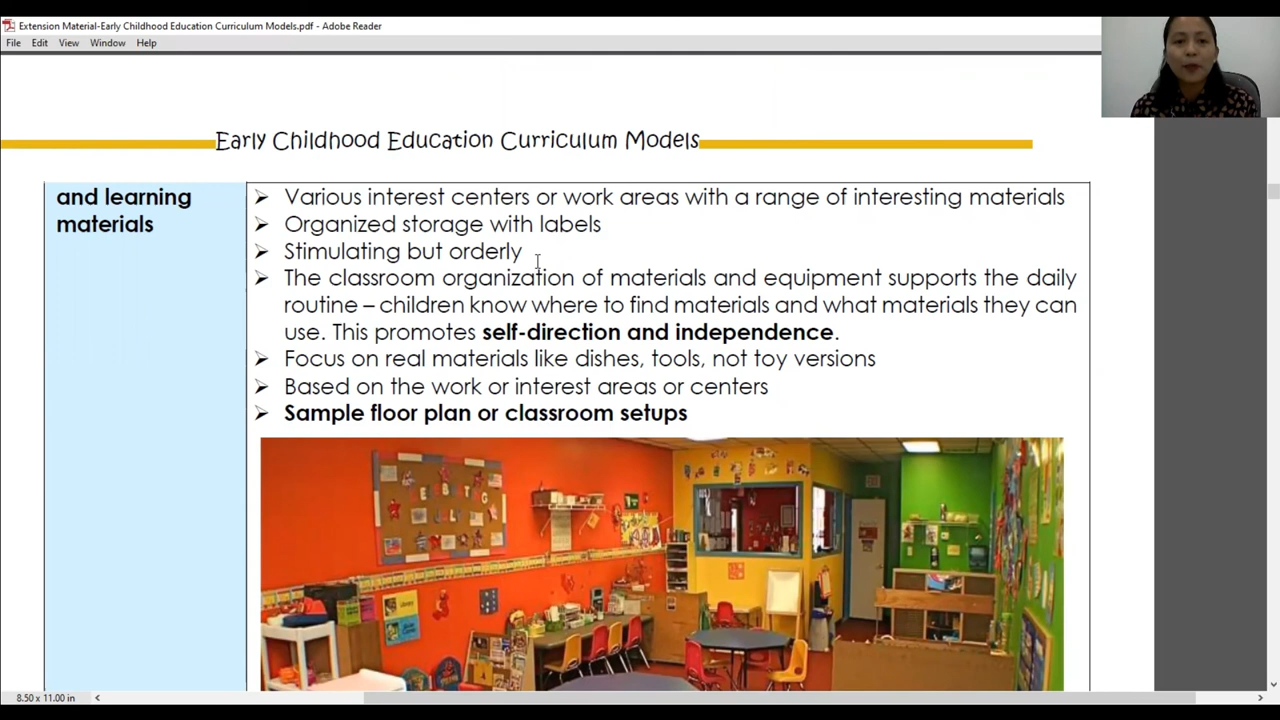 Extension Material-Early Childhood Education Curriculum Models.pdf - Adobe Reader
File Edit View Window Help
Early Childhood Education Curriculum Models
and learning
materials
➢ Various interest centers or work areas with a range of interesting materials
➢ Organized storage with labels
➢ Stimulating but orderly
➢ The classroom organization of materials and equipment supports the daily
routine – children know where to find materials and what materials they can
use. This promotes self-direction and independence.
➢ Focus on real materials like dishes, tools, not toy versions
➢ Based on the work or interest areas or centers
➢ Sample floor plan or classroom setups
8.50 x 11.00 in